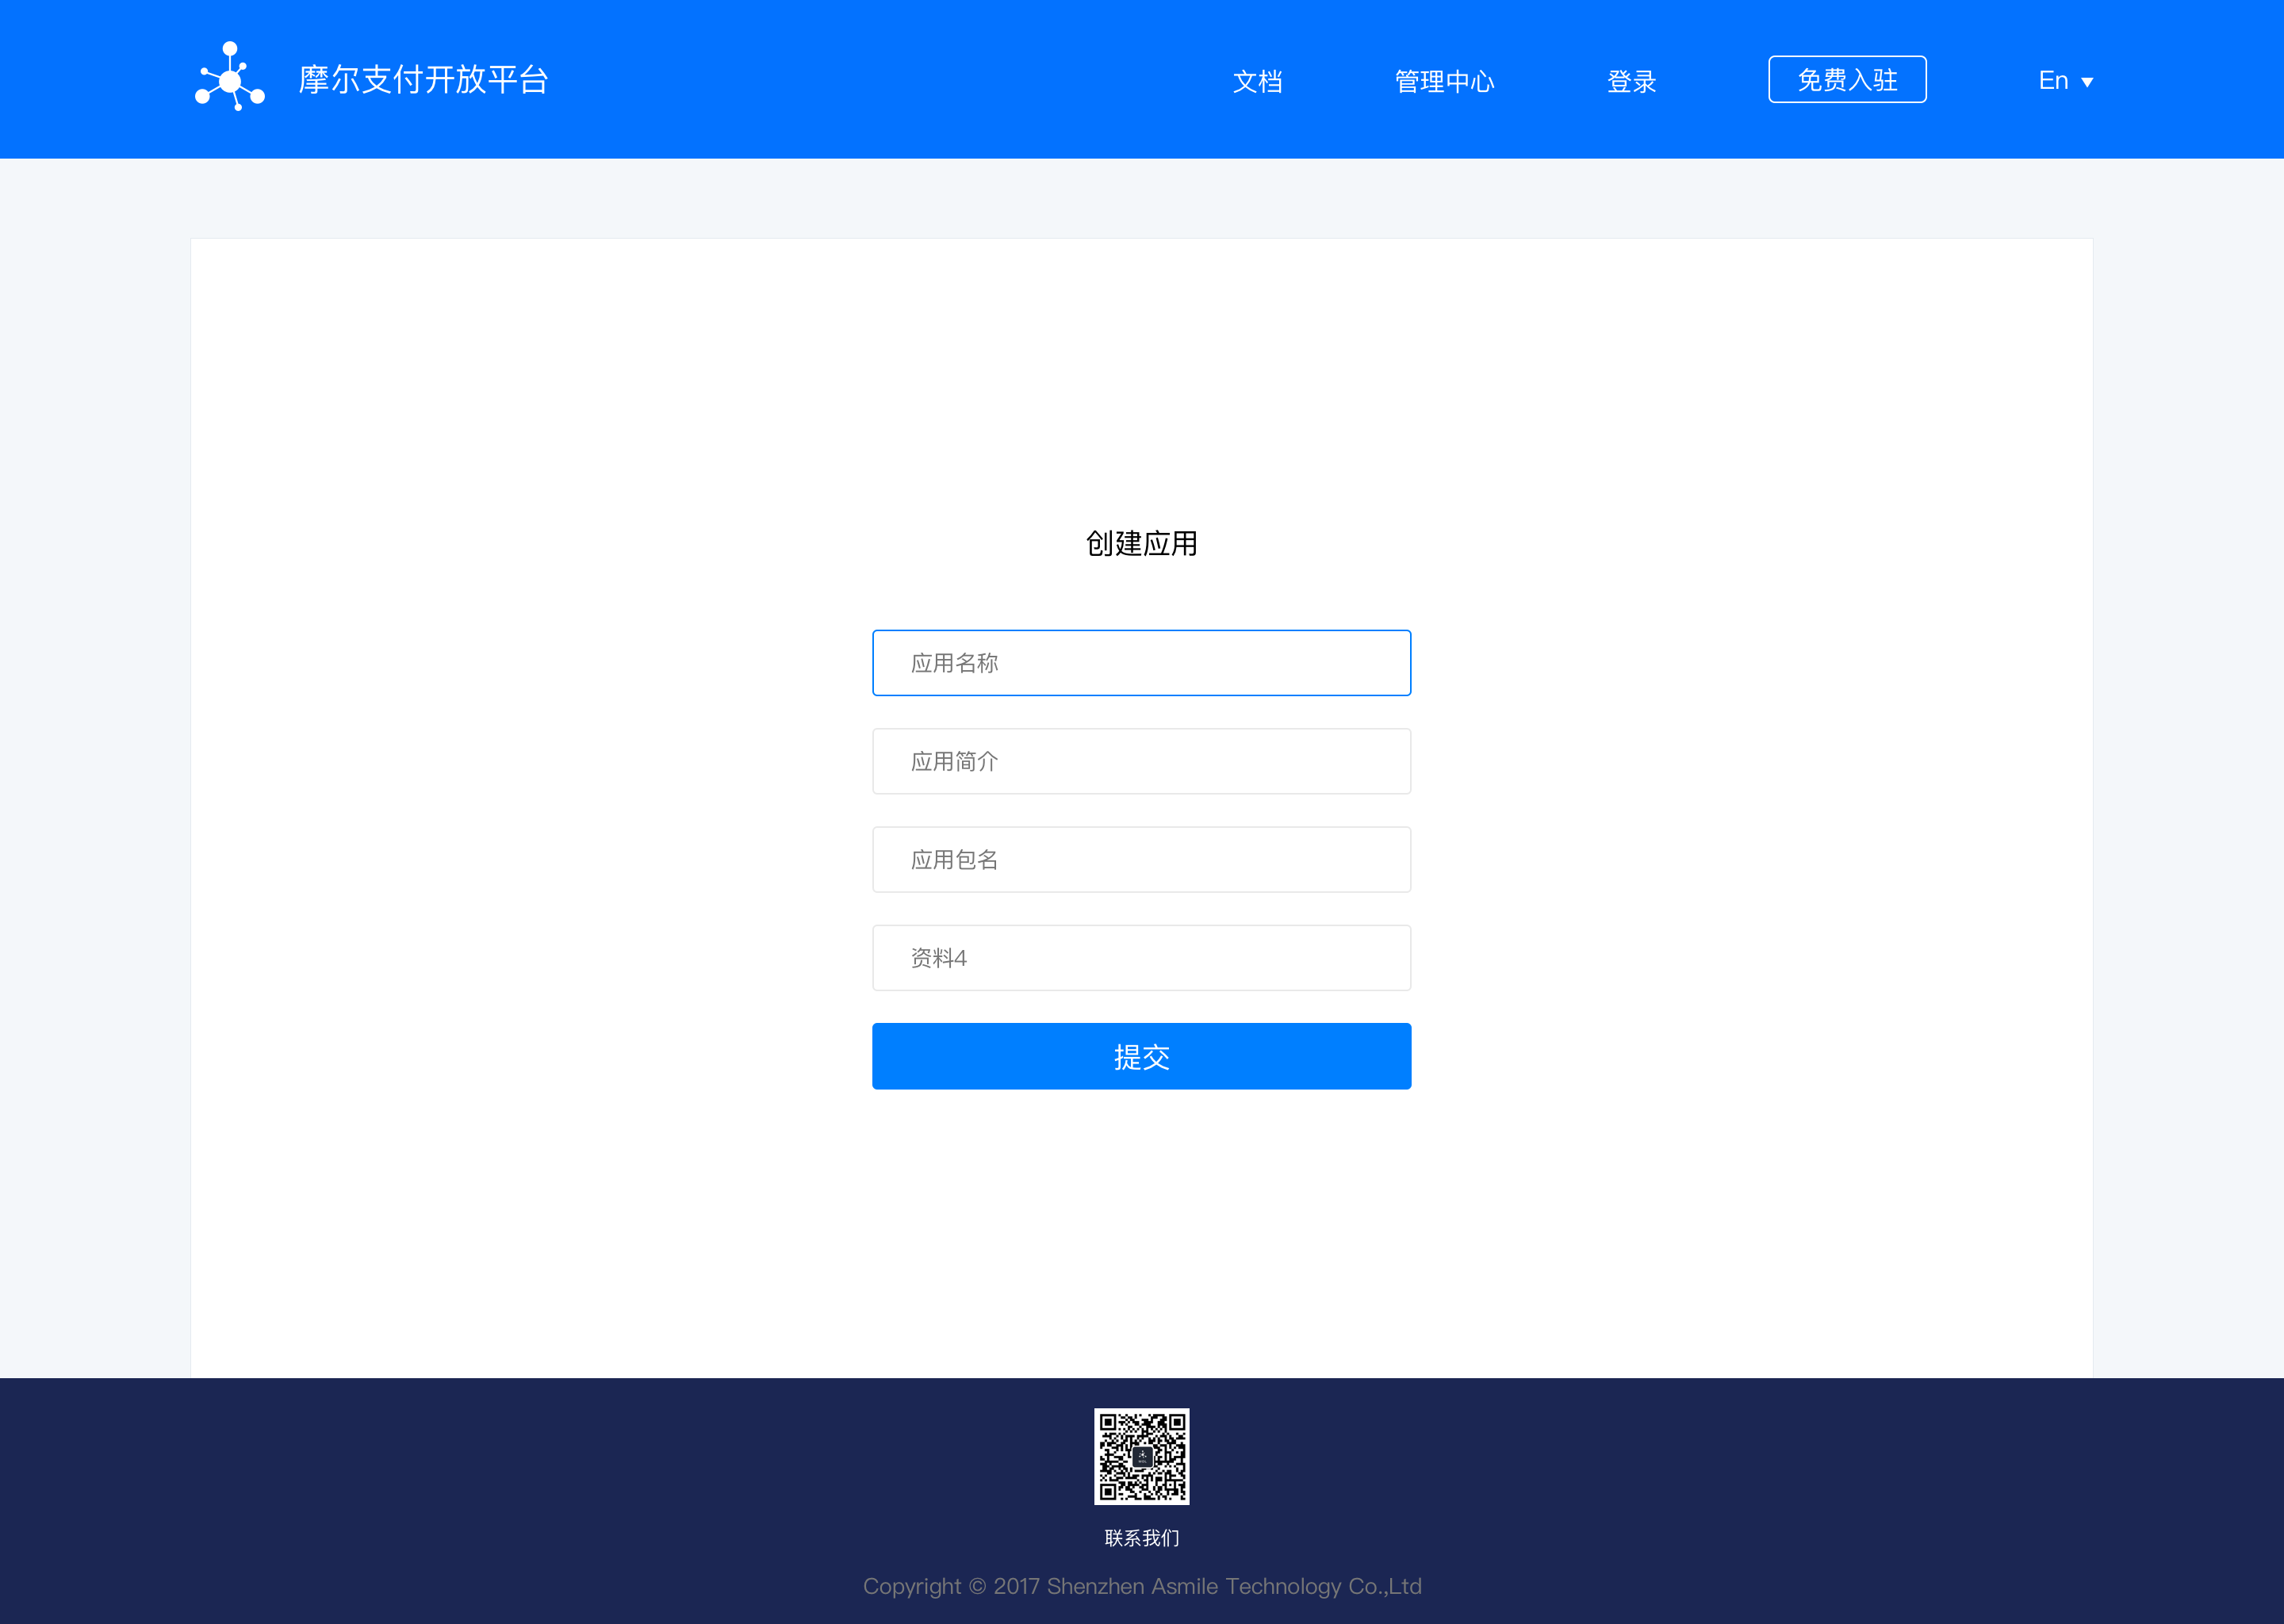 摩尔支付开放平台
文档 管理中心 登录 免费入驻 En
创建应用
应用名称
应用简介
应用包名
资料4
提交
联系我们
Copyright © 2017 Shenzhen Asmile Technology Co.,Ltd